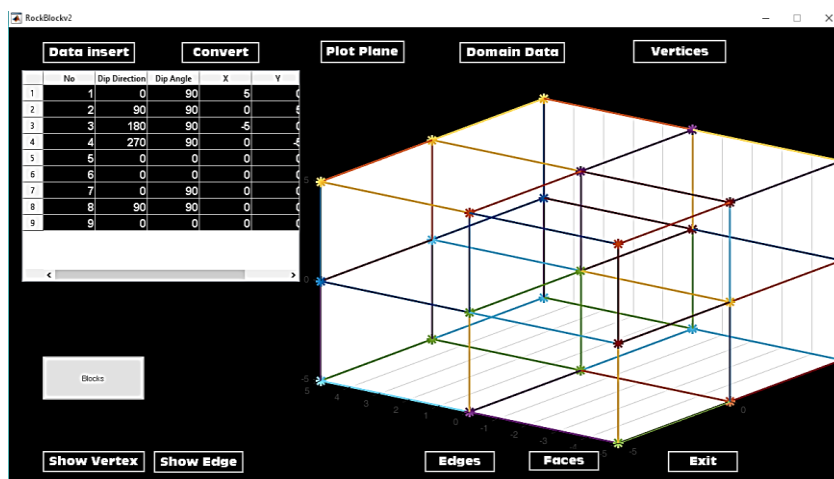 RockBlockv2
Data insert Convert Plot Plane Domain Data Vertices
No Dip Direction Dip Angle X Y
1 1 0 90 5 0
2 2 90 90 0 5
3 3 180 90 -5 0
4 4 270 90 0 -5
5 5 0 0 0 0
6 6 0 0 0 0
7 7 0 90 0 0
8 8 90 90 0 0
9 9 0 0 0 0
5
0
-5
5 4 3 2 1 0 -1 -2 -3 5 -5 0
Blocks
Show Vertex Show Edge Edges Faces Exit